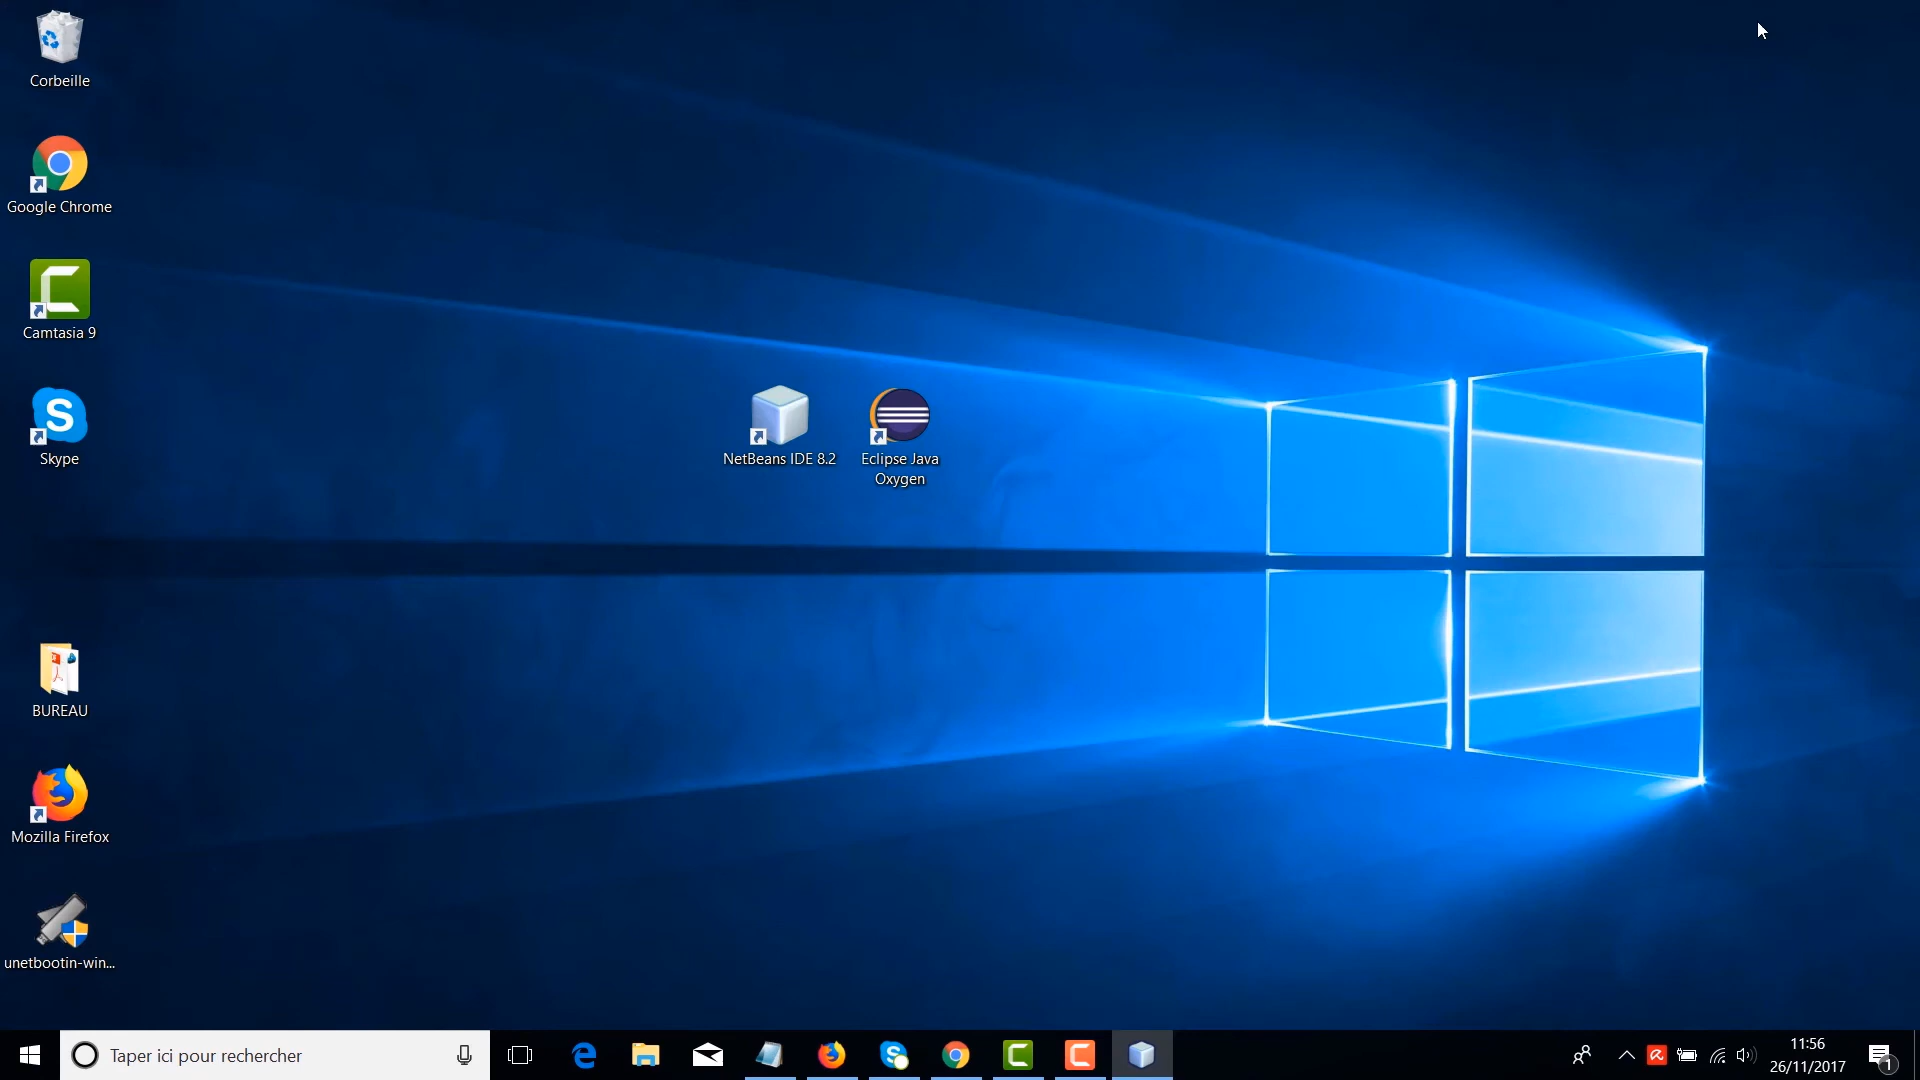 Corbeille
Google Chrome
Camtasia 9
Skype
NetBeans IDE 8.2
Eclipse Java
Oxygen
BUREAU
Mozilla Firefox
unetbootin-win...
Taper ici pour rechercher
11:56
26/11/2017
1